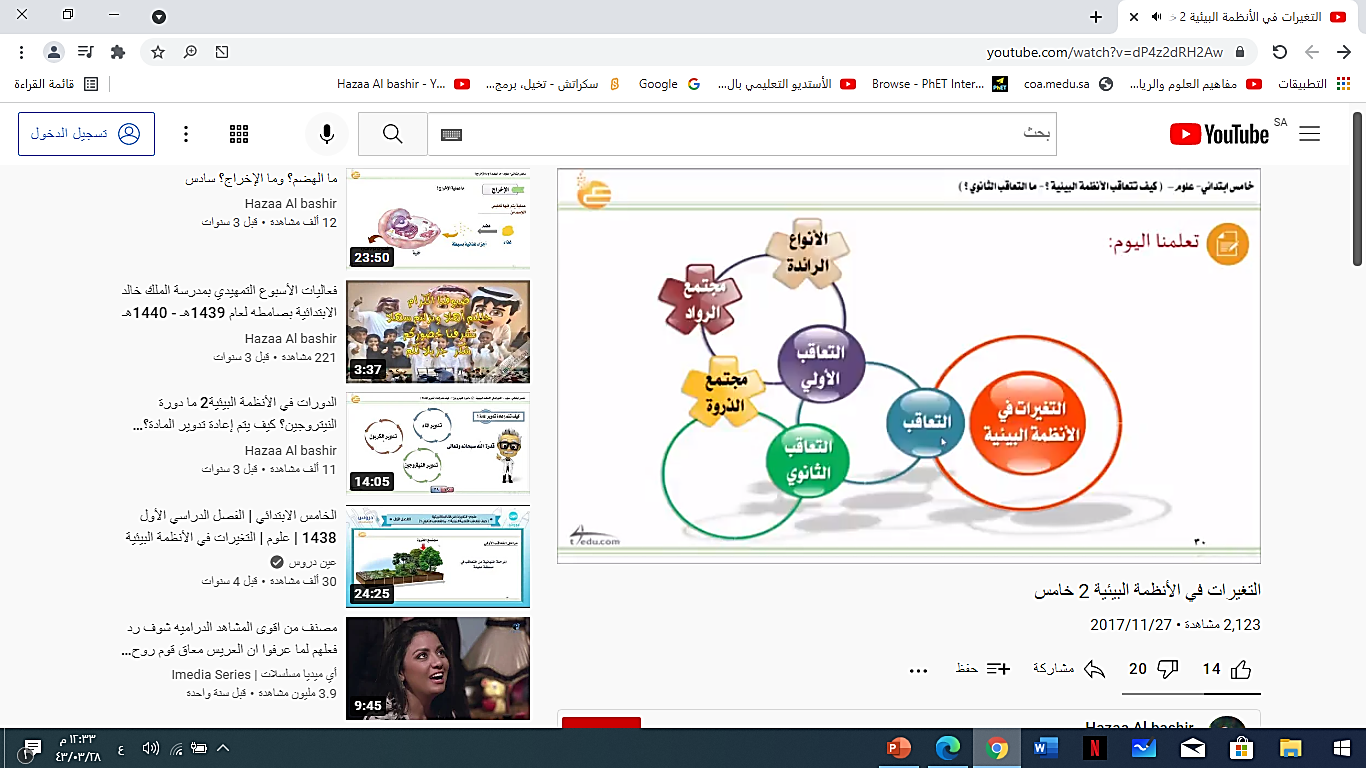 التغيرات في الأنظمة البيئية 2 >
youtube.com/watch?v=dP4z2dRH2Aw
التطبيقات
مفاهيم العلوم والريا...
coa.medu.sa
Browse - PhET Inter...
الأستديو التعليمي بال...
Google
سكراتش - تخيل، برمج،...
Hazaa Al bashir - Y...
قائمة القراءة
YouTube SA
بحث
تسجيل الدخول
خامس إبتدائي- علوم – ( كيف تتعاقب الأنظمة البيئية ؟- ما التعاقب الثانوي ؟ )
تعلمنا اليوم:
الأنواع
الرائدة
مجتمع
الرواد
التعاقب
الأولي
مجتمع
الذروة
التعاقب
التغيرات في
الأنظمة البيئية
التعاقب
الثانوي
t7edu.com
٣٠
التغيرات في الأنظمة البيئية 2 خامس
2,123 مشاهدة • 2017/11/27
14
20
مشاركة
حفظ
Hazaa Al bashir
ما الهضم؟ وما الإخراج؟ سادس
Hazaa Al bashir
12 ألف مشاهدة • قبل 3 سنوات
الإخراج
23:50
فعاليات الأسبوع التمهيدي بمدرسة الملك خالد
الابتدائية بصامطه لعام 1439هـ - 1440هـ
Hazaa Al bashir
221 مشاهدة • قبل 3 سنوات
3:37
الدورات في الأنظمة البيئية2 ما دورة
النيتروجين؟ كيف يتم إعادة تدوير المادة؟...
Hazaa Al bashir
11 ألف مشاهدة • قبل 3 سنوات
14:05
الخامس الابتدائي | الفصل الدراسي الأول
1438 | علوم | التغيرات في الأنظمة البيئية
عين دروس
30 ألف مشاهدة • قبل 4 سنوات
24:25
مصنف من اقوى المشاهد الدراميه شوف رد
فعلهم لما عرفوا ان العريس معاق قوم روح...
أي ميديا مسلسلات | Imedia Series
3.9 مليون مشاهدة • قبل سنة واحدة
9:45
ع
١٢:٣٣ م
٤٣/٠٣/٢٨